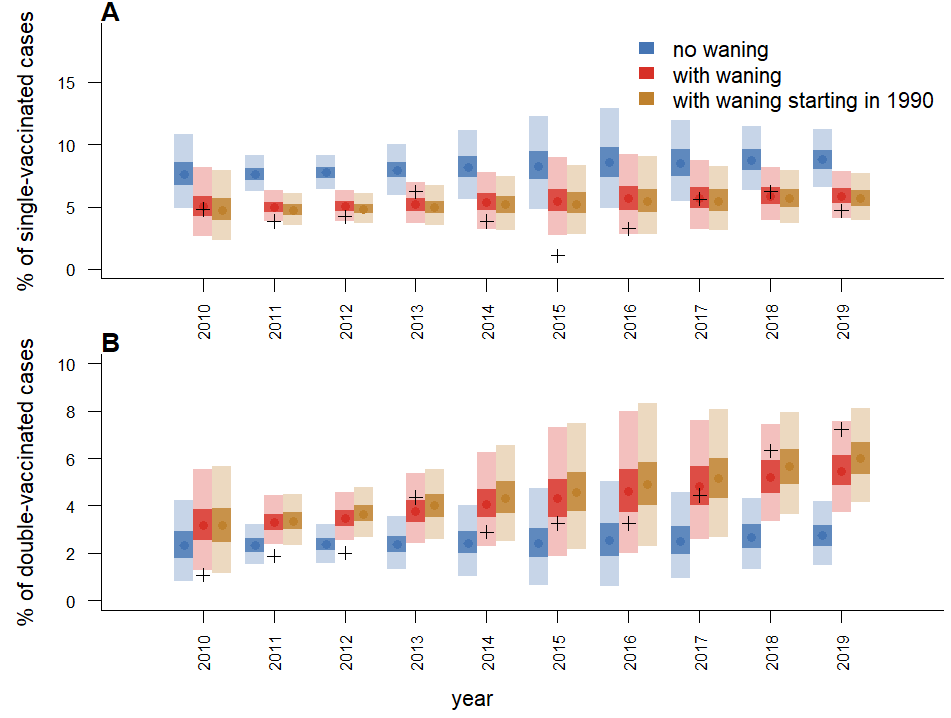 A
% of single-vaccinated cases
no waning
with waning
with waning starting in 1990
15
10
5
0
2010 2011 2012 2013 2014 2015 2016 2017 2018 2019
B
% of double-vaccinated cases
10
8
6
4
2
0
2010 2011 2012 2013 2014 2015 2016 2017 2018 2019
year